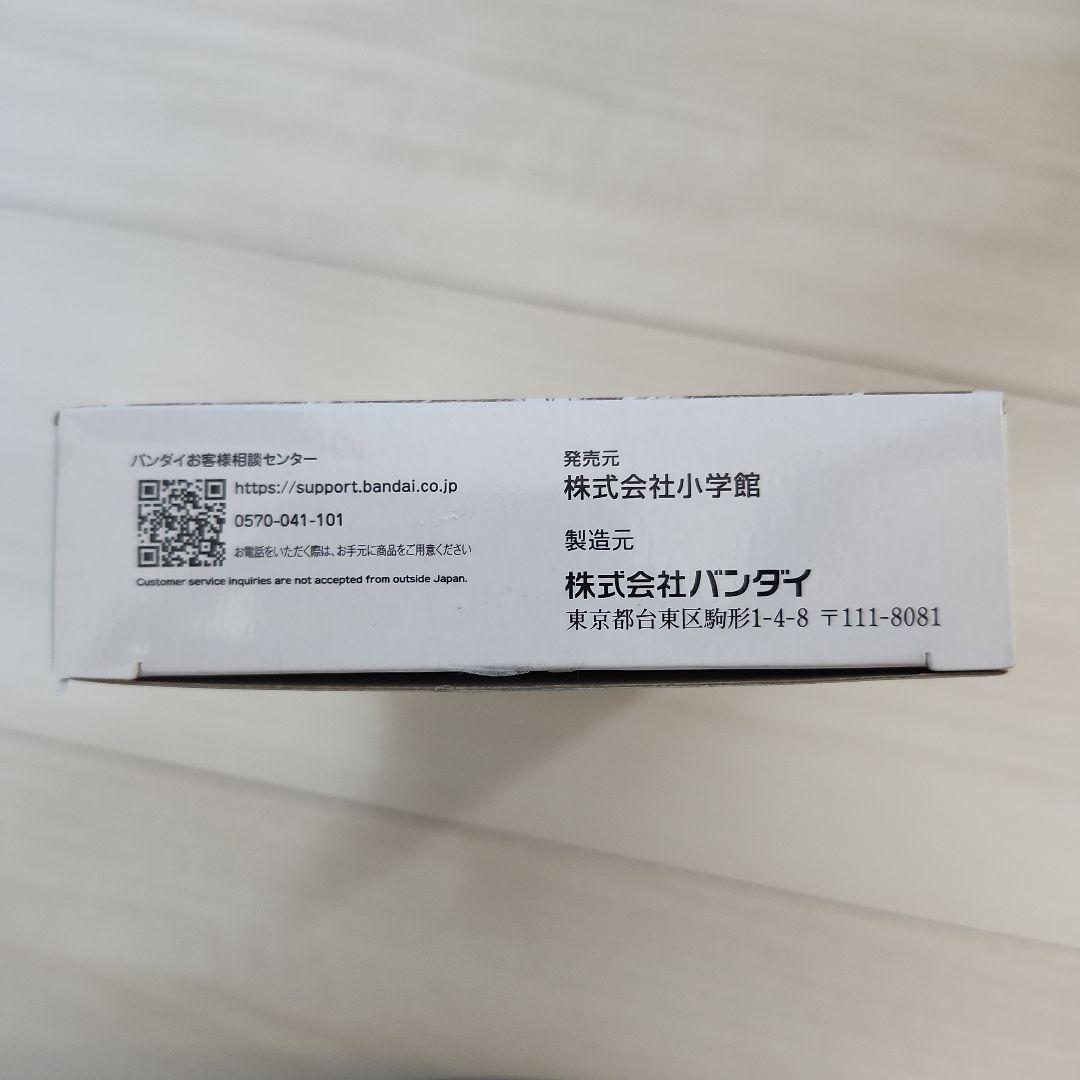 バンダイお客様相談センター
https://support.bandai.co.jp
0570-041-101
お電話をいただく際は、お手元に商品をご用意ください
Customer service inquiries are not accepted from outside Japan.
発売元
株式会社小学館
製造元
株式会社バンダイ
東京都台東区駒形1-4-8 〒111-8081